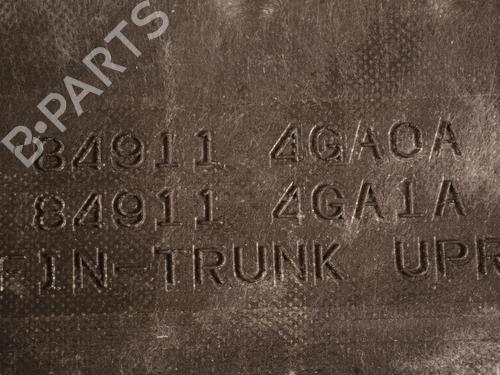 B-PARTS
84911 4GA0A
84911 4GA1A
FIN-TRUNK UPR